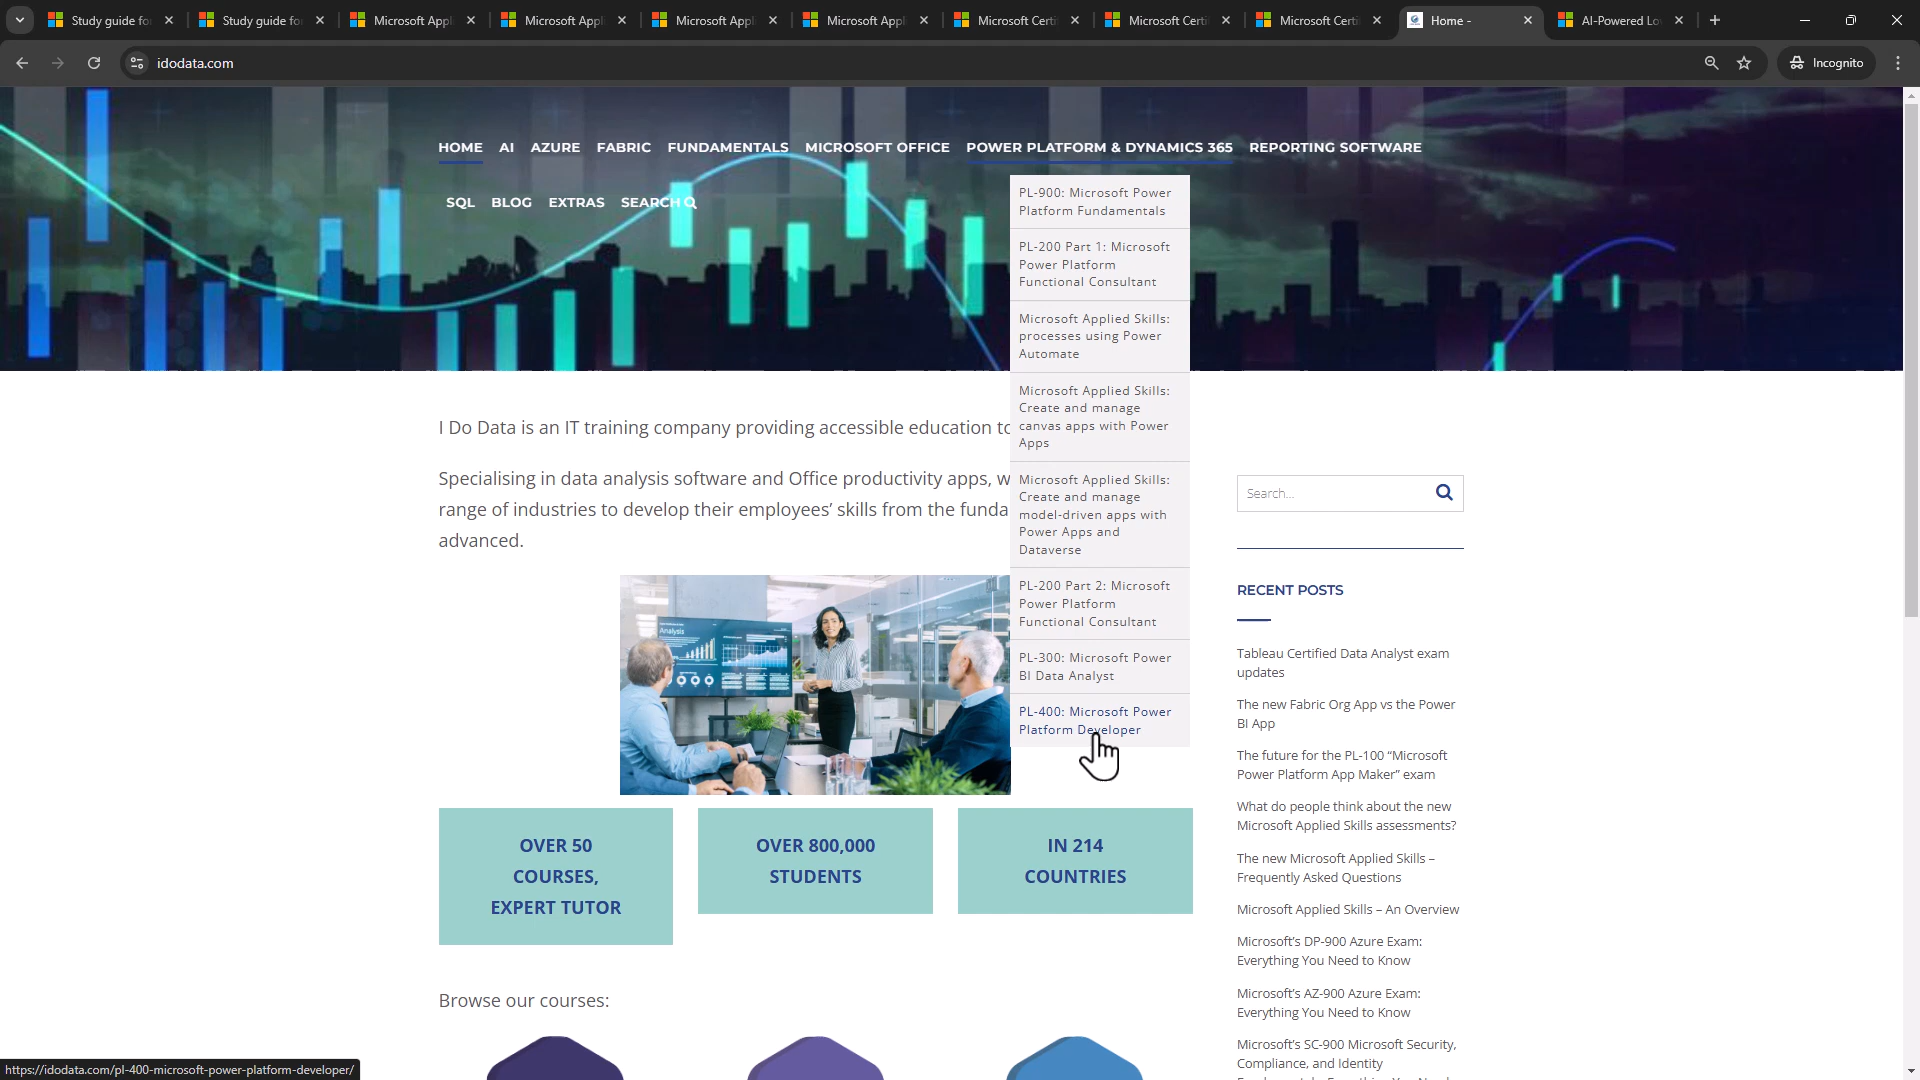 Study guide fo
Study guide fo
Microsoft Appl
Microsoft Appl
Microsoft Appl
Microsoft Appl
Microsoft Certi
Microsoft Certi
Microsoft Certi
Home -
AI-Powered Lo
idodata.com
Incognito
HOME
AI
AZURE
FABRIC
FUNDAMENTALS
MICROSOFT OFFICE
POWER PLATFORM & DYNAMICS 365
REPORTING SOFTWARE
SQL
BLOG
EXTRAS
SEARCH
PL-900: Microsoft Power
Platform Fundamentals
PL-200 Part 1: Microsoft
Power Platform
Functional Consultant
Microsoft Applied Skills:
processes using Power
Automate
Microsoft Applied Skills:
Create and manage
canvas apps with Power
Apps
Microsoft Applied Skills:
Create and manage
model-driven apps with
Power Apps and
Dataverse
PL-200 Part 2: Microsoft
Power Platform
Functional Consultant
PL-300: Microsoft Power
BI Data Analyst
PL-400: Microsoft Power
Platform Developer
I Do Data is an IT training company providing accessible education to
Specialising in data analysis software and Office productivity apps, w
range of industries to develop their employees' skills from the funda
advanced.
Analysis
OVER 50
COURSES,
EXPERT TUTOR
OVER 800,000
STUDENTS
IN 214
COUNTRIES
Browse our courses:
Search...
RECENT POSTS
Tableau Certified Data Analyst exam
updates
The new Fabric Org App vs the Power
BI App
The future for the PL-100 “Microsoft
Power Platform App Maker” exam
What do people think about the new
Microsoft Applied Skills assessments?
The new Microsoft Applied Skills –
Frequently Asked Questions
Microsoft Applied Skills – An Overview
Microsoft's DP-900 Azure Exam:
Everything You Need to Know
Microsoft's AZ-900 Azure Exam:
Everything You Need to Know
Microsoft's SC-900 Microsoft Security,
Compliance, and Identity
https://idodata.com/pl-400-microsoft-power-platform-developer/